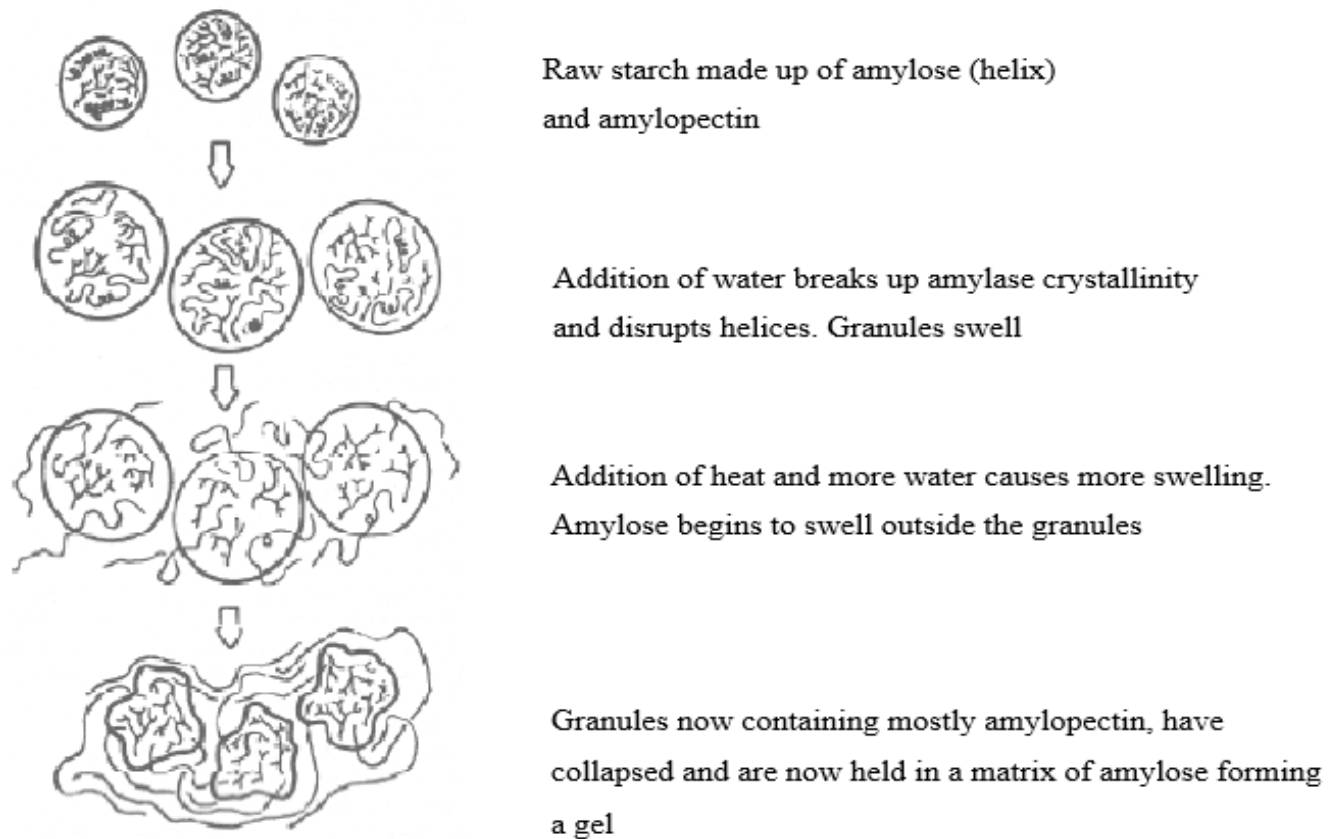 Raw starch made up of amylose (helix)
and amylopectin
Addition of water breaks up amylase crystallinity
and disrupts helices. Granules swell
Addition of heat and more water causes more swelling.
Amylose begins to swell outside the granules
Granules now containing mostly amylopectin, have
collapsed and are now held in a matrix of amylose forming
a gel